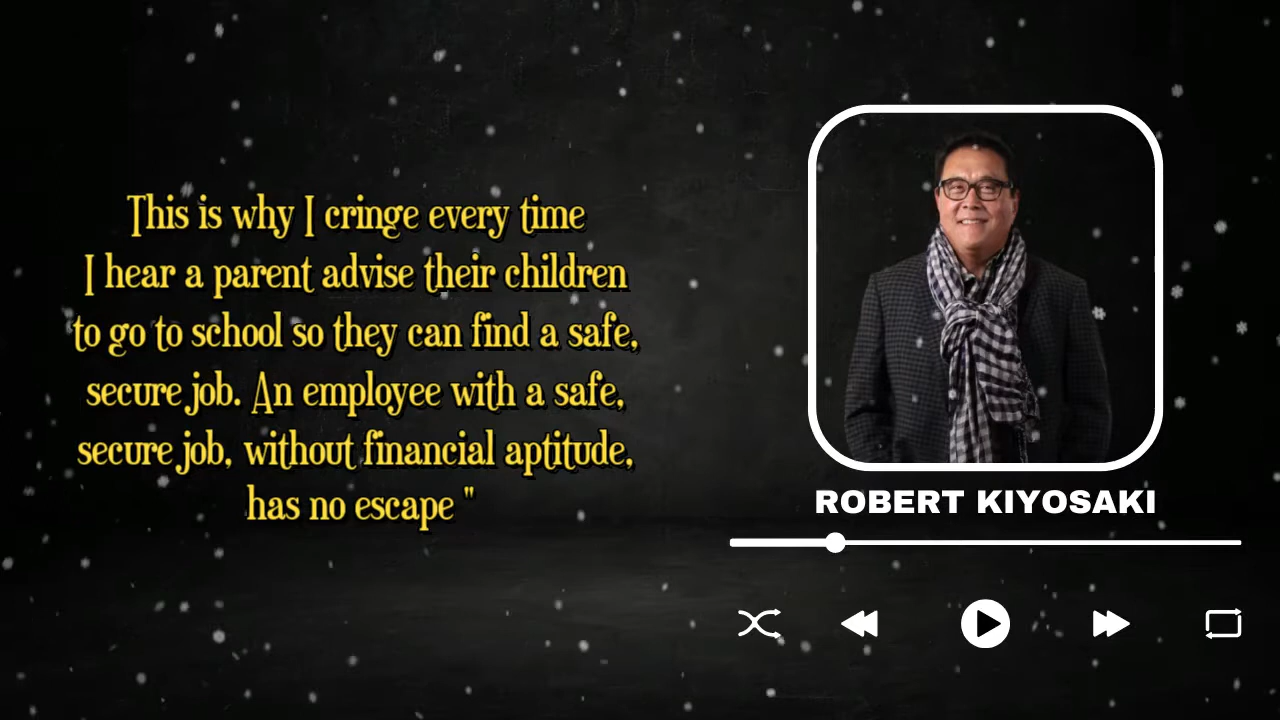 This is why I cringe every time
I hear a parent advise their children
to go to school so they can find a safe,
secure job. An employee with a safe,
secure job, without financial aptitude,
has no escape "
ROBERT KIYOSAKI